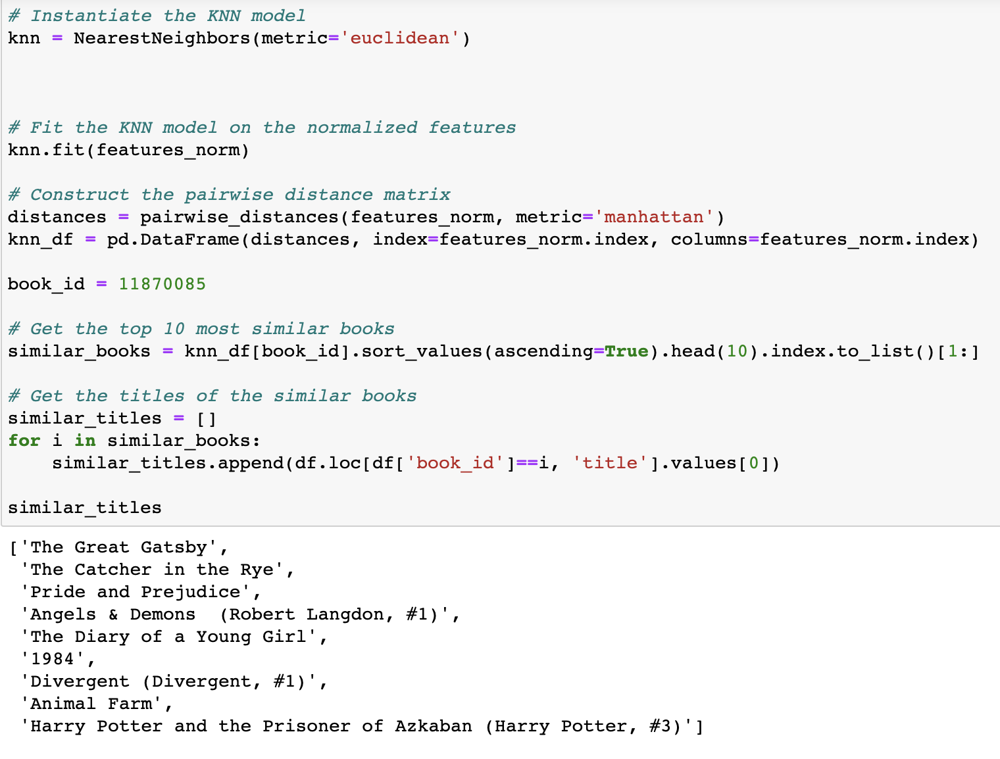 # Instantiate the KNN model
knn = NearestNeighbors(metric='euclidean')
# Fit the KNN model on the normalized features
knn.fit(features_norm)
# Construct the pairwise distance matrix
distances = pairwise_distances(features_norm, metric='manhattan')
knn_df = pd.DataFrame(distances, index=features_norm.index, columns=features_norm.index)
book_id = 11870085
# Get the top 10 most similar books
similar_books = knn_df[book_id].sort_values(ascending=True).head(10).index.to_list()[1:]
# Get the titles of the similar books
similar_titles = []
for i in similar_books:
    similar_titles.append(df.loc[df['book_id']==i, 'title'].values[0])
similar_titles
['The Great Gatsby',
 'The Catcher in the Rye',
 'Pride and Prejudice',
 'Angels & Demons  (Robert Langdon, #1)',
 'The Diary of a Young Girl',
 '1984',
 'Divergent (Divergent, #1)',
 'Animal Farm',
 'Harry Potter and the Prisoner of Azkaban (Harry Potter, #3)']